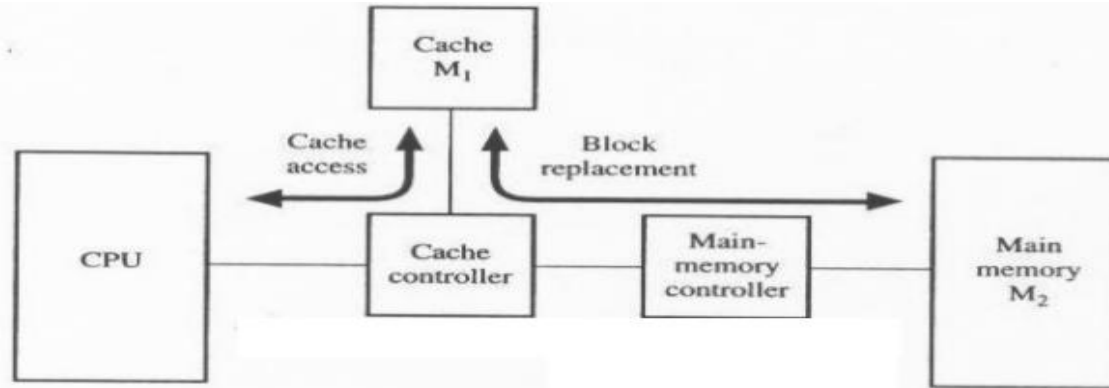 Cache
M₁
Cache
access
Block
replacement
CPU
Cache
controller
Main-
memory
controller
Main
memory
M₂